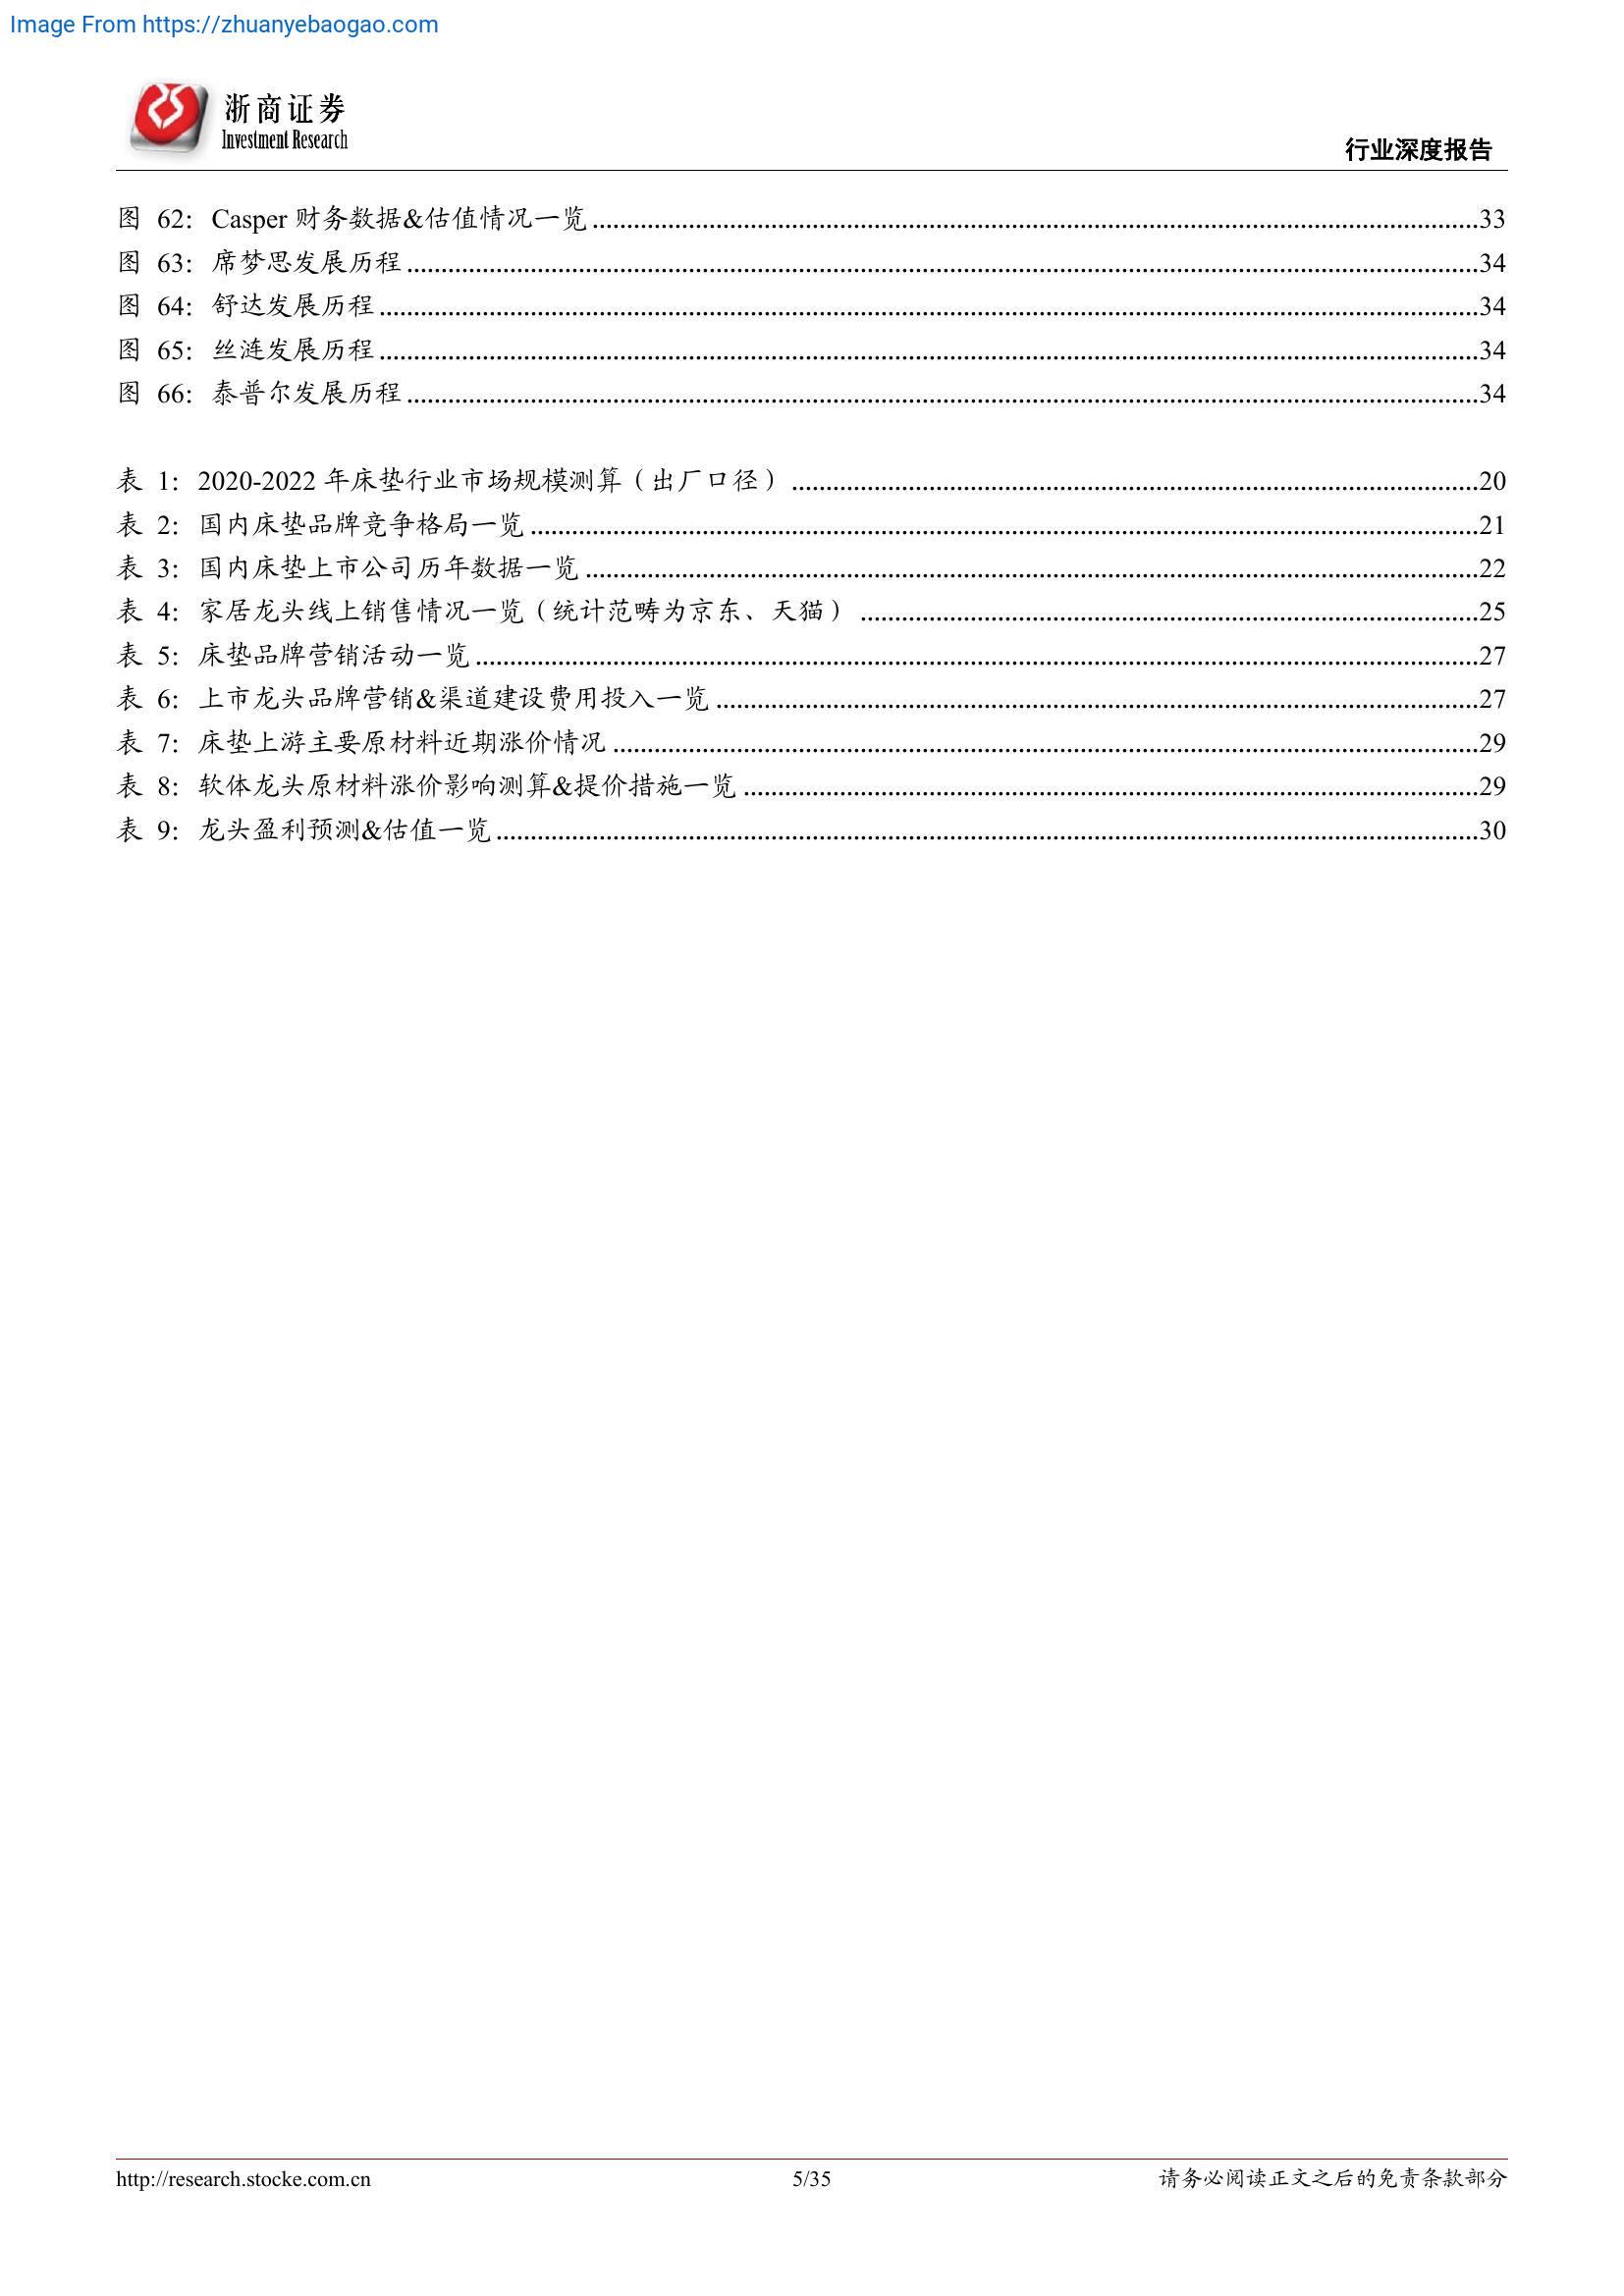 Image From https://zhuanyebaogao.com
浙商证券
Investment Research
行业深度报告
图 62：Casper 财务数据&估值情况一览....................33
图 63：席梦思发展历程....................34
图 64：舒达发展历程....................34
图 65：丝涟发展历程....................34
图 66：泰普尔发展历程....................34
表 1：2020-2022 年床垫行业市场规模测算（出厂口径）....................20
表 2：国内床垫品牌竞争格局一览....................21
表 3：国内床垫上市公司历年数据一览....................22
表 4：家居龙头线上销售情况一览（统计范畴为京东、天猫）....................25
表 5：床垫品牌营销活动一览....................27
表 6：上市龙头品牌营销&渠道建设费用投入一览....................27
表 7：床垫上游主要原材料近期涨价情况....................29
表 8：软体龙头原材料涨价影响测算&提价措施一览....................29
表 9：龙头盈利预测&估值一览....................30
http://research.stocke.com.cn
5/35
请务必阅读正文之后的免责条款部分